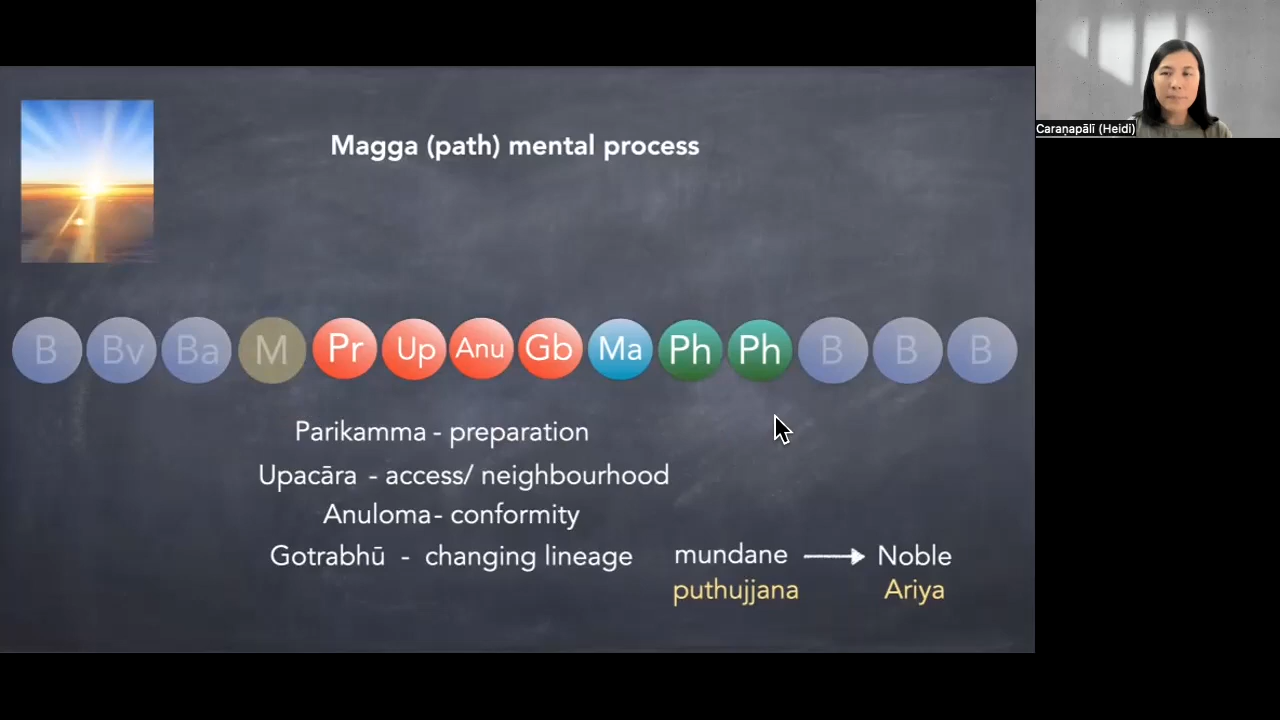 Caraṇapālī (Heidi)
Magga (path) mental process
B Bv Ba M Pr Up Anu Gb Ma Ph Ph B B B
Parikamma - preparation
Upacāra - access/ neighbourhood
Anuloma- conformity
Gotrabhū - changing lineage mundane → Noble
puthujjana Ariya